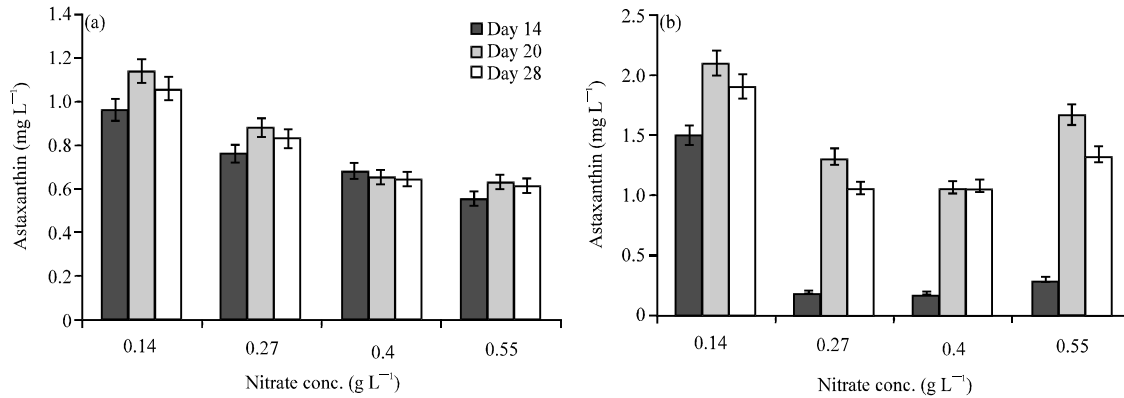 (a)
1.4
1.2
1.0
0.8
0.6
0.4
0.2
0
Astaxanthin (mg L⁻¹)
Day 14
Day 20
Day 28
0.14 0.27 0.4 0.55
Nitrate conc. (g L⁻¹)
(b)
2.5
2.0
1.5
1.0
0.5
0
Astaxanthin (mg L⁻¹)
0.14 0.27 0.4 0.55
Nitrate conc. (g L⁻¹)